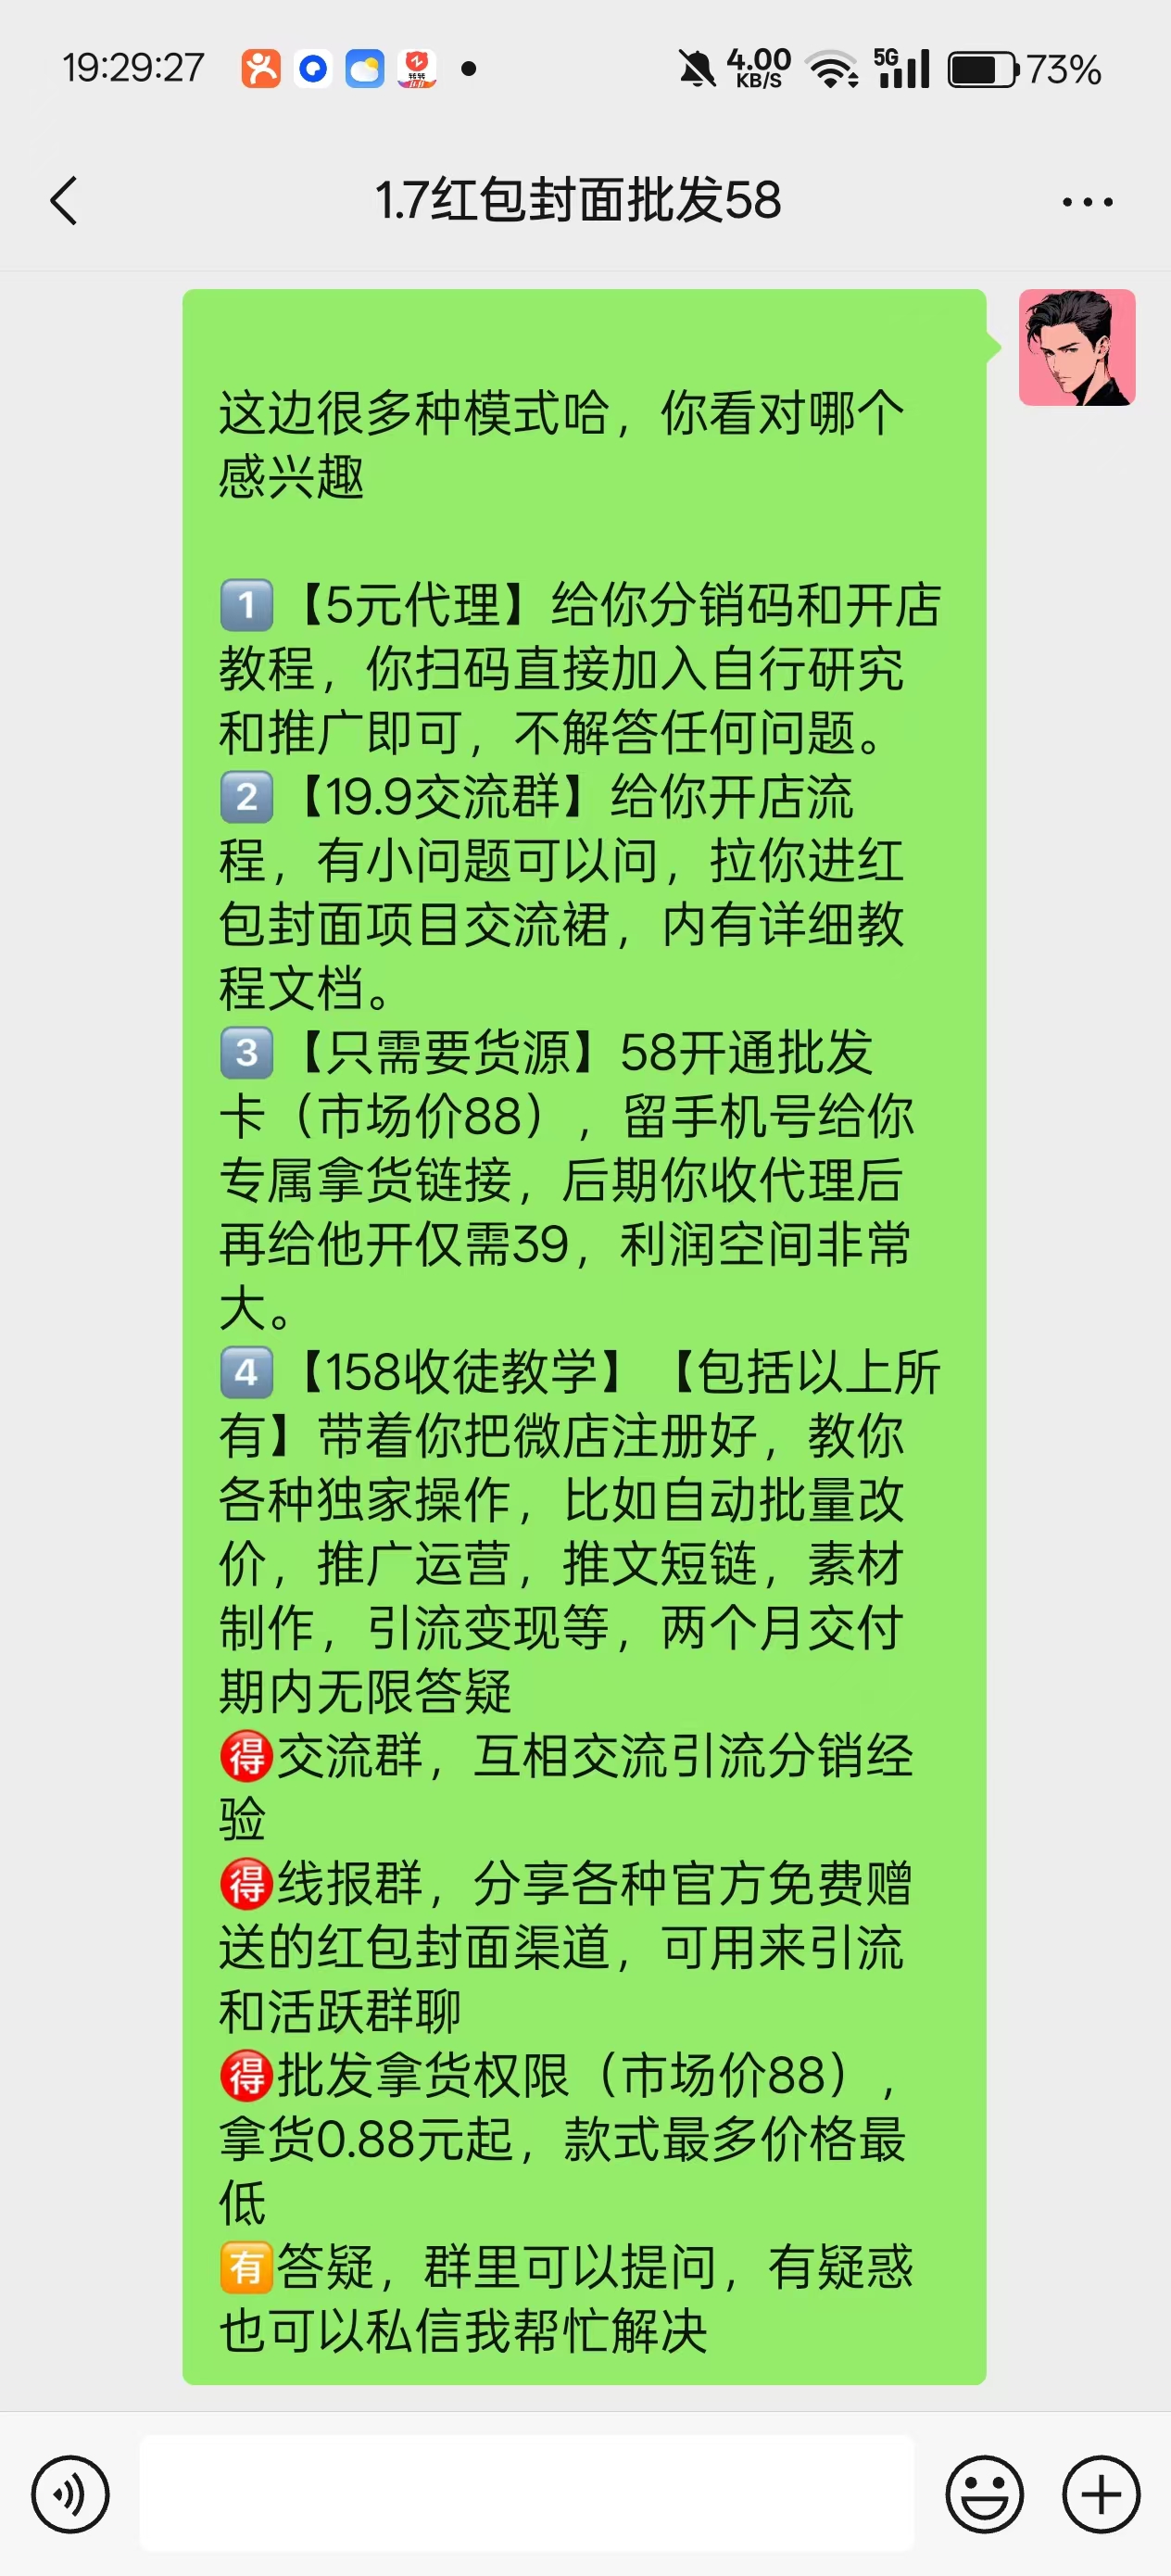 19:29:27 4.00 KB/S 5G 73%
1.7红包封面批发58
这边很多种模式哈，你看对哪个
感兴趣
1️⃣【5元代理】给你分销码和开店
教程，你扫码直接加入自行研究
和推广即可，不解答任何问题。
2️⃣【19.9交流群】给你开店流
程，有小问题可以问，拉你进红
包封面项目交流裙，内有详细教
程文档。
3️⃣【只需要货源】58开通批发
卡（市场价88），留手机号给你
专属拿货链接，后期你收代理后
再给他开仅需39，利润空间非常
大。
4️⃣【158收徒教学】【包括以上所
有】带着你把微店注册好，教你
各种独家操作，比如自动批量改
价，推广运营，推文短链，素材
制作，引流变现等，两个月交付
期内无限答疑
🉐交流群，互相交流引流分销经
验
🉐线报群，分享各种官方免费赠
送的红包封面渠道，可用来引流
和活跃群聊
🉐批发拿货权限（市场价88），
拿货0.88元起，款式最多价格最
低
🈶答疑，群里可以提问，有疑惑
也可以私信我帮忙解决